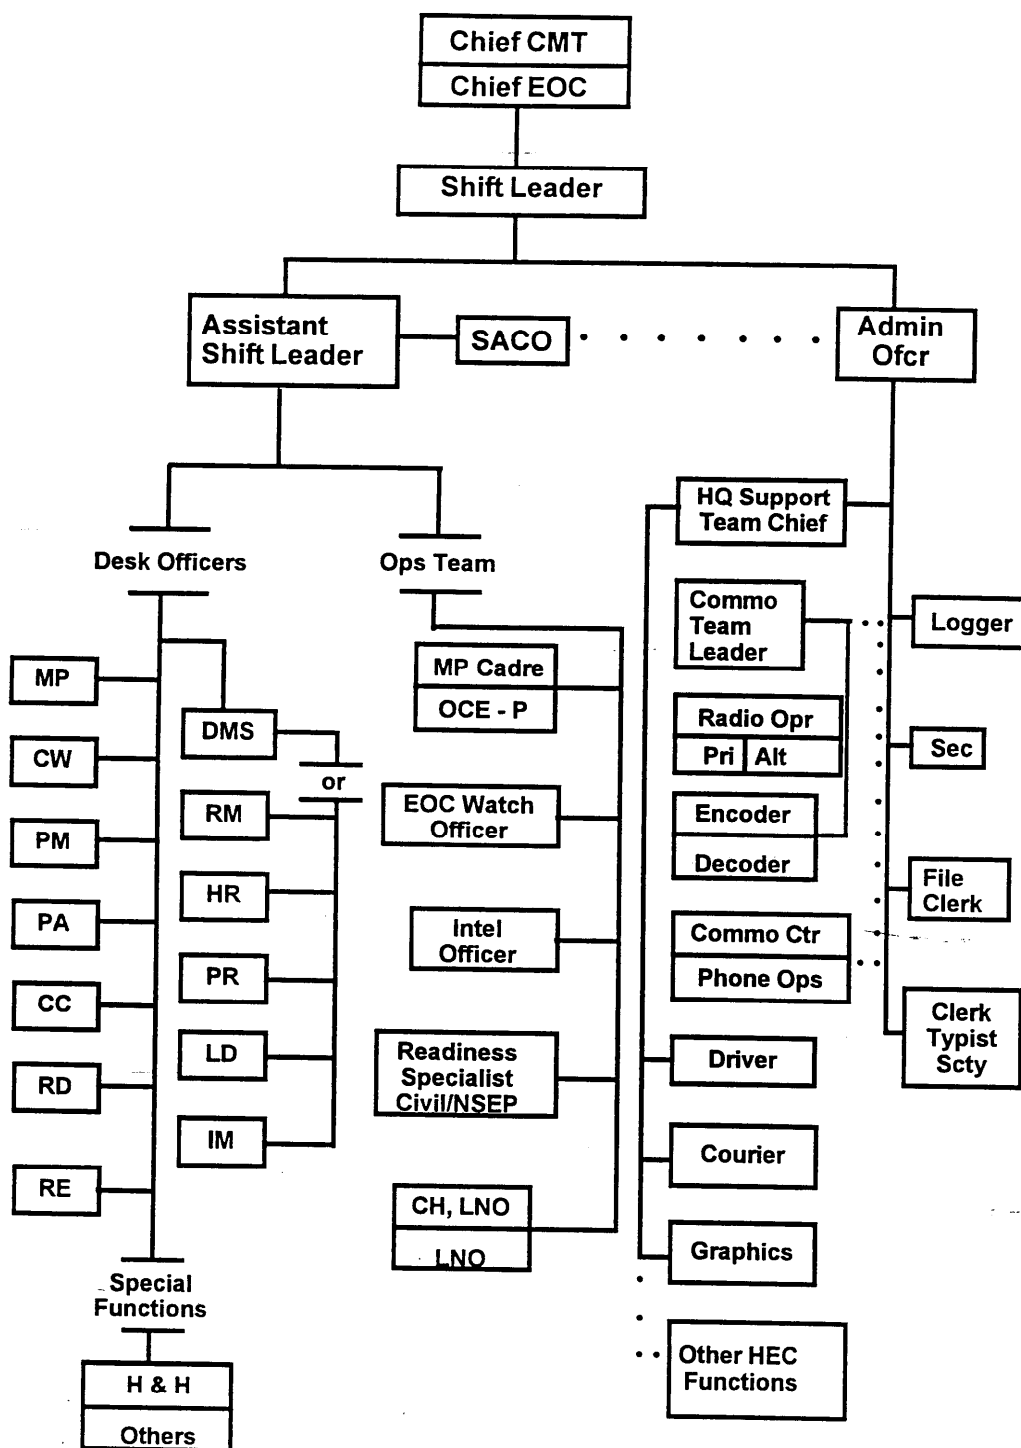 Chief CMT
Chief EOC
Shift Leader
Assistant
Shift Leader
SACO
Admin
Ofcr
Desk Officers
MP
CW
PM
PA
CC
RD
RE
DMS
or
RM
HR
PR
LD
IM
Special
Functions
H & H
Others
Ops Team
MP Cadre
OCE - P
EOC Watch
Officer
Intel
Officer
Readiness
Specialist
Civil/NSEP
CH, LNO
LNO
HQ Support
Team Chief
Commo
Team
Leader
Radio Opr
Pri Alt
Encoder
Decoder
Commo Ctr
Phone Ops
Driver
Courier
Graphics
Other HEC
Functions
Logger
Sec
File
Clerk
Clerk
Typist
Scty